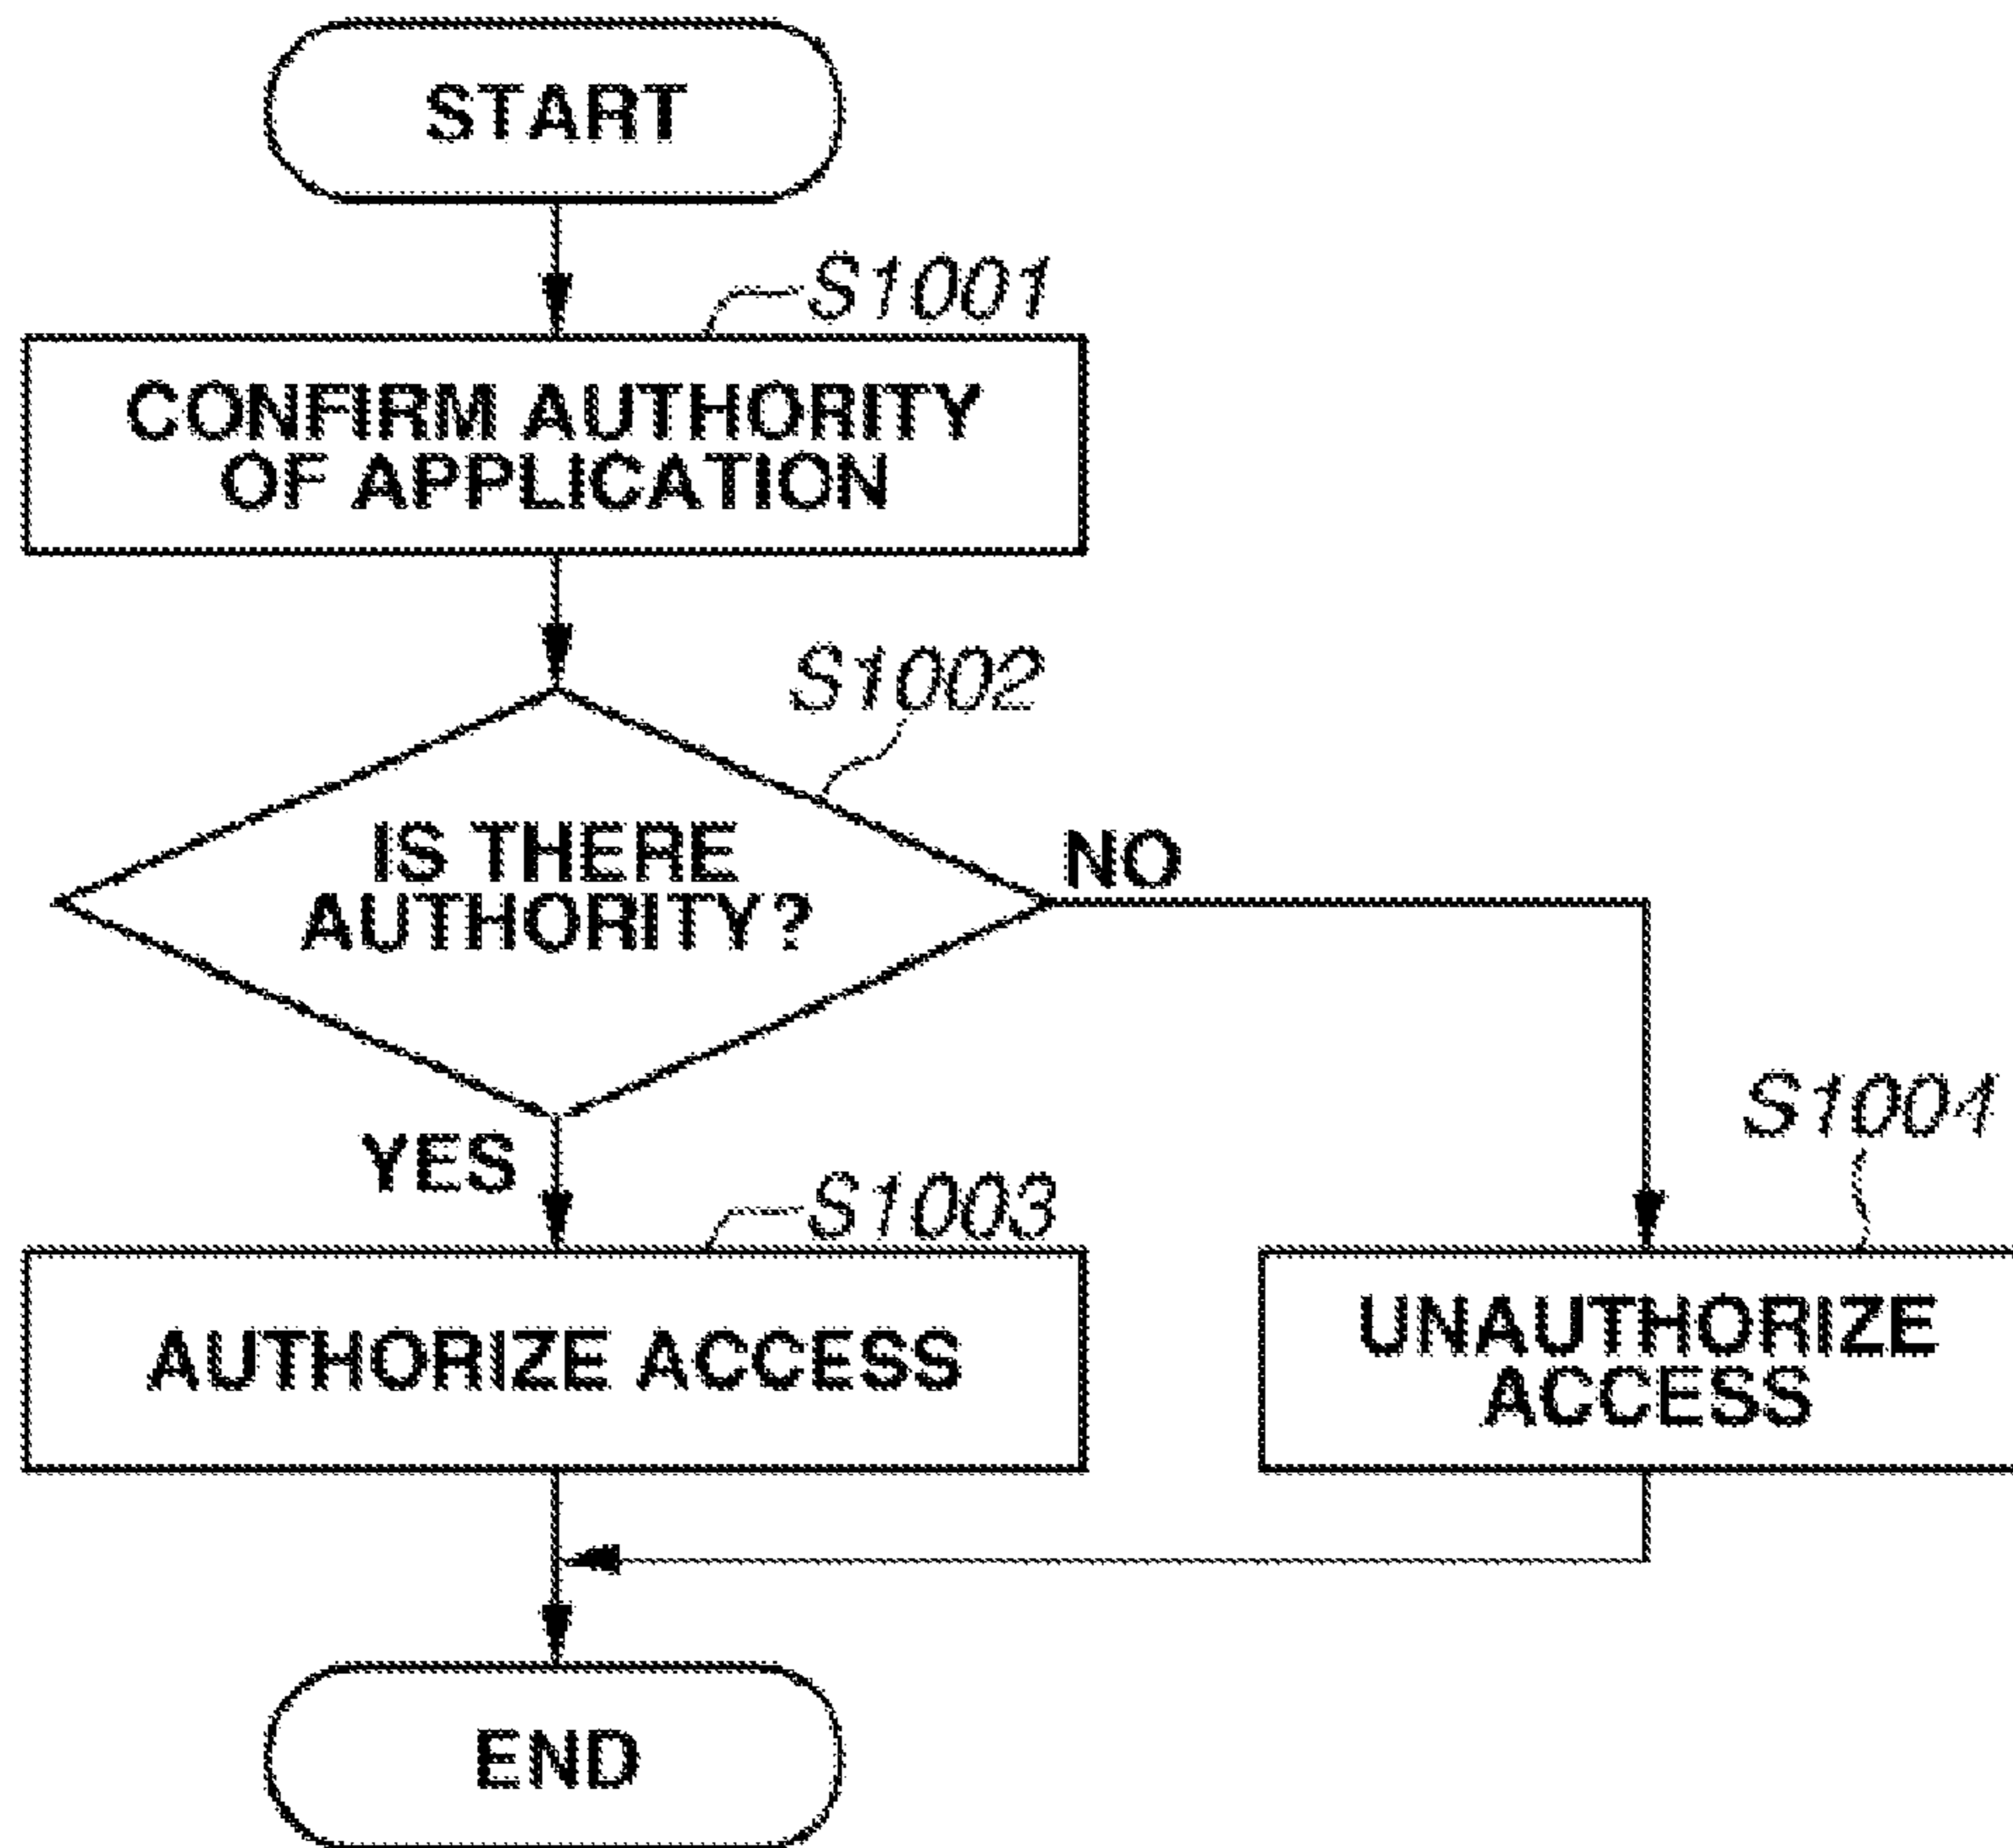 START
S1001
CONFIRM AUTHORITY
OF APPLICATION
S1002
IS THERE
AUTHORITY?
NO
YES
S1003
S1004
AUTHORIZE ACCESS
UNAUTHORIZE
ACCESS
END